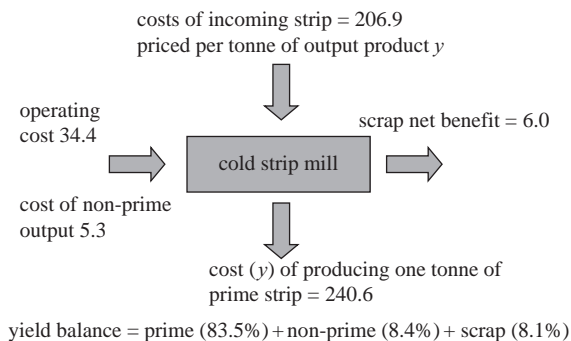 costs of incoming strip = 206.9
priced per tonne of output product y
operating
cost 34.4
scrap net benefit = 6.0
cold strip mill
cost of non-prime
output 5.3
cost (y) of producing one tonne of
prime strip = 240.6
yield balance = prime (83.5%) + non-prime (8.4%) + scrap (8.1%)